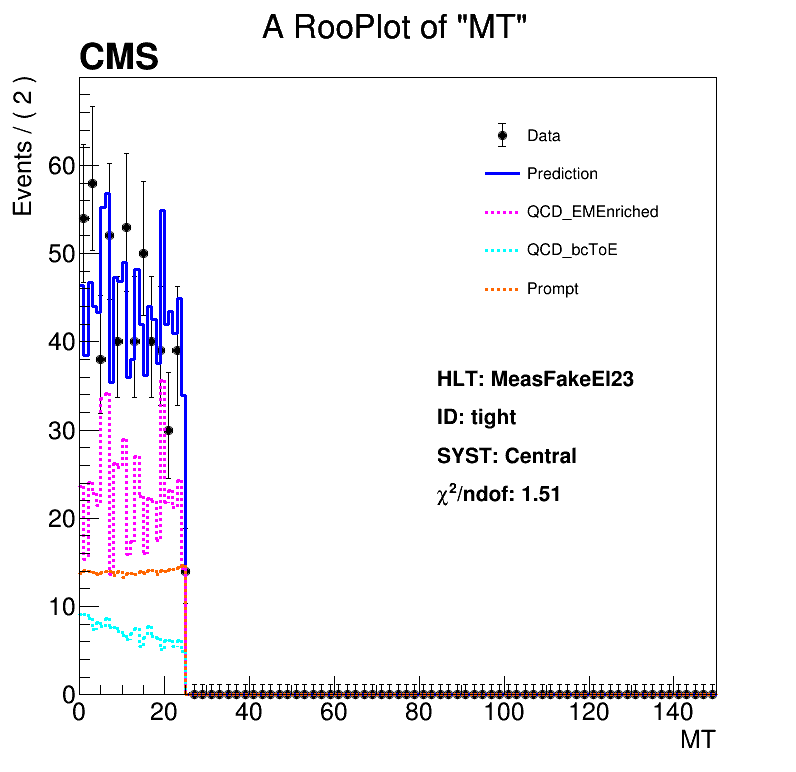 A RooPlot of "MT"
CMS
Events / ( 2 )
60
50
40
30
20
10
0
Data
Prediction
QCD_EMEnriched
QCD_bcToE
Prompt
HLT: MeasFakeEl23
ID: tight
SYST: Central
χ²/ndof: 1.51
0 20 40 60 80 100 120 140
MT